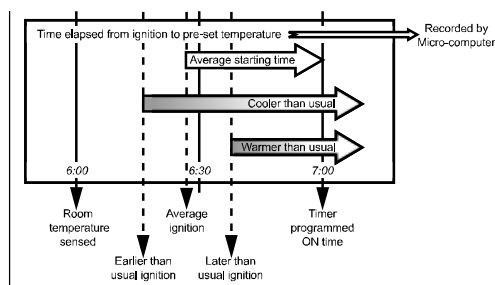 Time elapsed from ignition to pre-set temperature
Recorded by
Micro-computer
Average starting time
Cooler than usual
Warmer than usual
6:00
6:30
7:00
Room
temperature
sensed
Average
ignition
Timer
programmed
ON time
Earlier than
usual ignition
Later than
usual ignition